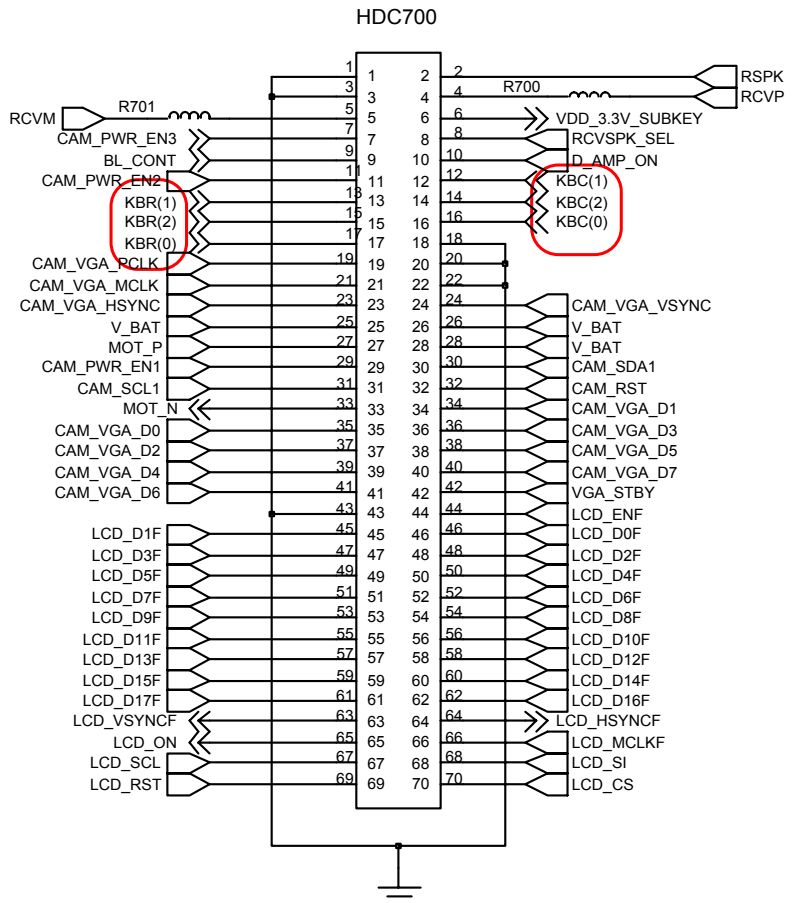 HDC700
1 1 2 2 RSPK
3 3 4 4 R700 RCVP
RCVM R701 5 5 6 6 VDD_3.3V_SUBKEY
CAM_PWR_EN3 7 7 8 8 RCVSPK_SEL
BL_CONT 9 9 10 10 D_AMP_ON
CAM_PWR_EN2 11 11 12 12 KBC(1)
KBR(1) 13 13 14 14 KBC(2)
KBR(2) 15 15 16 16 KBC(0)
KBR(0) 17 17 18 18
CAM_VGA_PCLK 19 19 20 20
CAM_VGA_MCLK 21 21 22 22
CAM_VGA_HSYNC 23 23 24 24 CAM_VGA_VSYNC
V_BAT 25 25 26 26 V_BAT
MOT_P 27 27 28 28 V_BAT
CAM_PWR_EN1 29 29 30 30 CAM_SDA1
CAM_SCL1 31 31 32 32 CAM_RST
MOT_N 33 33 34 34 CAM_VGA_D1
CAM_VGA_D0 35 35 36 36 CAM_VGA_D3
CAM_VGA_D2 37 37 38 38 CAM_VGA_D5
CAM_VGA_D4 39 39 40 40 CAM_VGA_D7
CAM_VGA_D6 41 41 42 42 VGA_STBY
43 43 44 44 LCD_ENF
LCD_D1F 45 45 46 46 LCD_D0F
LCD_D3F 47 47 48 48 LCD_D2F
LCD_D5F 49 49 50 50 LCD_D4F
LCD_D7F 51 51 52 52 LCD_D6F
LCD_D9F 53 53 54 54 LCD_D8F
LCD_D11F 55 55 56 56 LCD_D10F
LCD_D13F 57 57 58 58 LCD_D12F
LCD_D15F 59 59 60 60 LCD_D14F
LCD_D17F 61 61 62 62 LCD_D16F
LCD_VSYNCF 63 63 64 64 LCD_HSYNCF
LCD_ON 65 65 66 66 LCD_MCLKF
LCD_SCL 67 67 68 68 LCD_SI
LCD_RST 69 69 70 70 LCD_CS